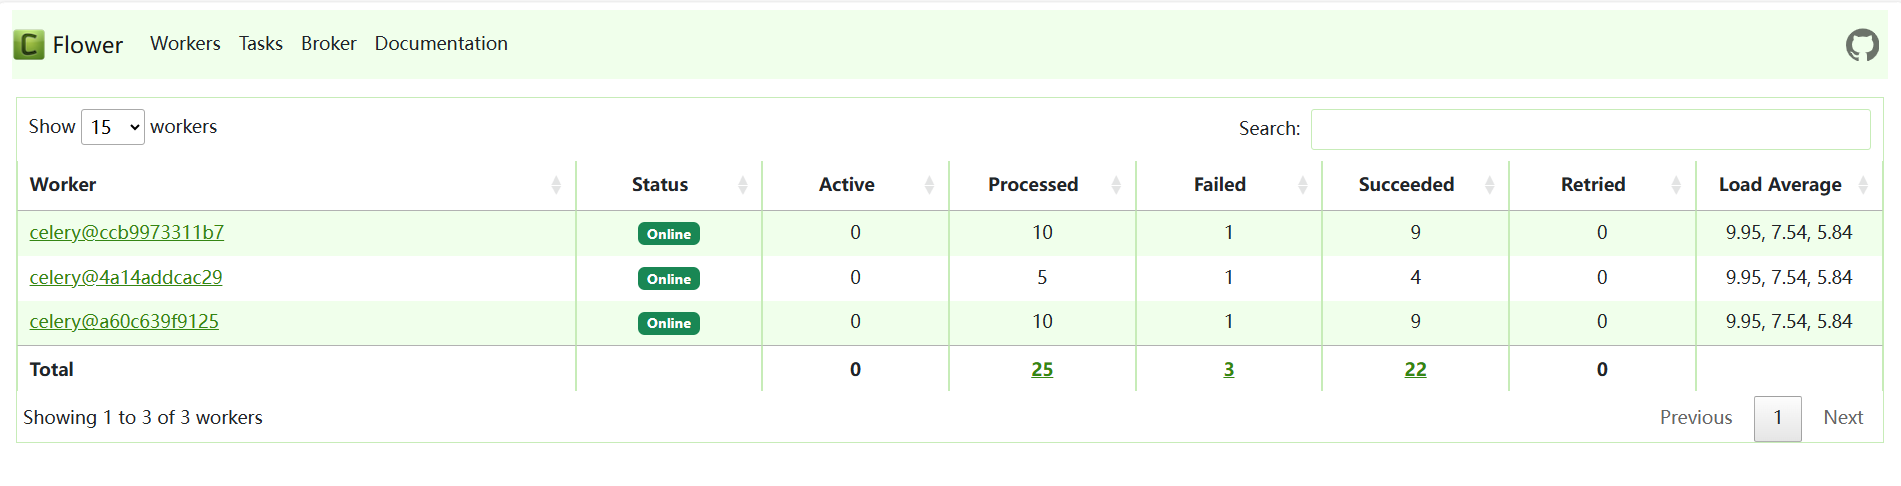 C Flower Workers Tasks Broker Documentation
Show 15 workers Search:
Worker Status Active Processed Failed Succeeded Retried Load Average
celery@ccb9973311b7 Online 0 10 1 9 0 9.95, 7.54, 5.84
celery@4a14addcac29 Online 0 5 1 4 0 9.95, 7.54, 5.84
celery@a60c639f9125 Online 0 10 1 9 0 9.95, 7.54, 5.84
Total 0 25 3 22 0
Showing 1 to 3 of 3 workers Previous 1 Next